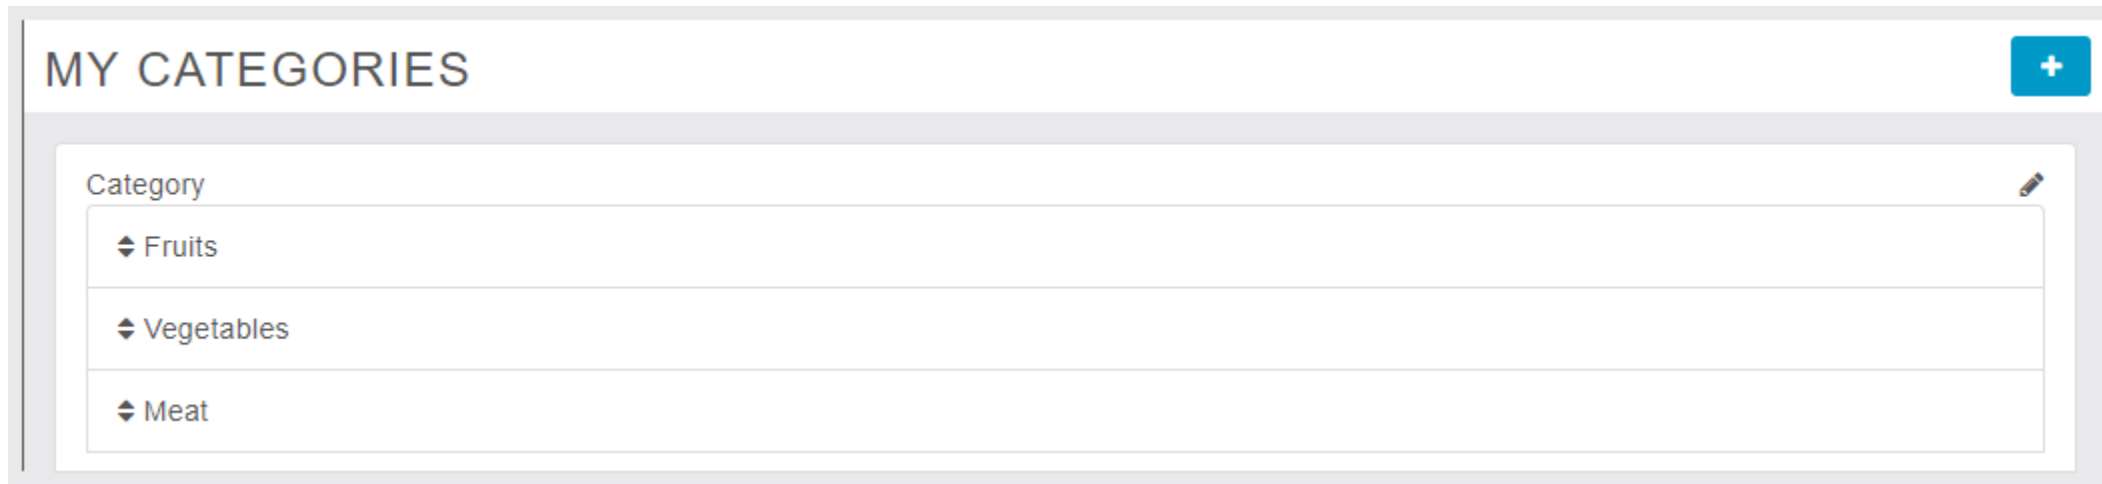 MY CATEGORIES
Category
Fruits
Vegetables
Meat